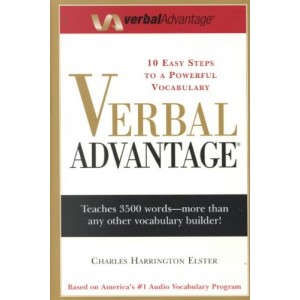 VA verbalAdvantage®
10 EASY STEPS
TO A POWERFUL
VOCABULARY
VERBAL
ADVANTAGE®
Teaches 3500 words—more than
any other vocabulary builder!
CHARLES HARRINGTON ELSTER
Based on America's #1 Audio Vocabulary Program